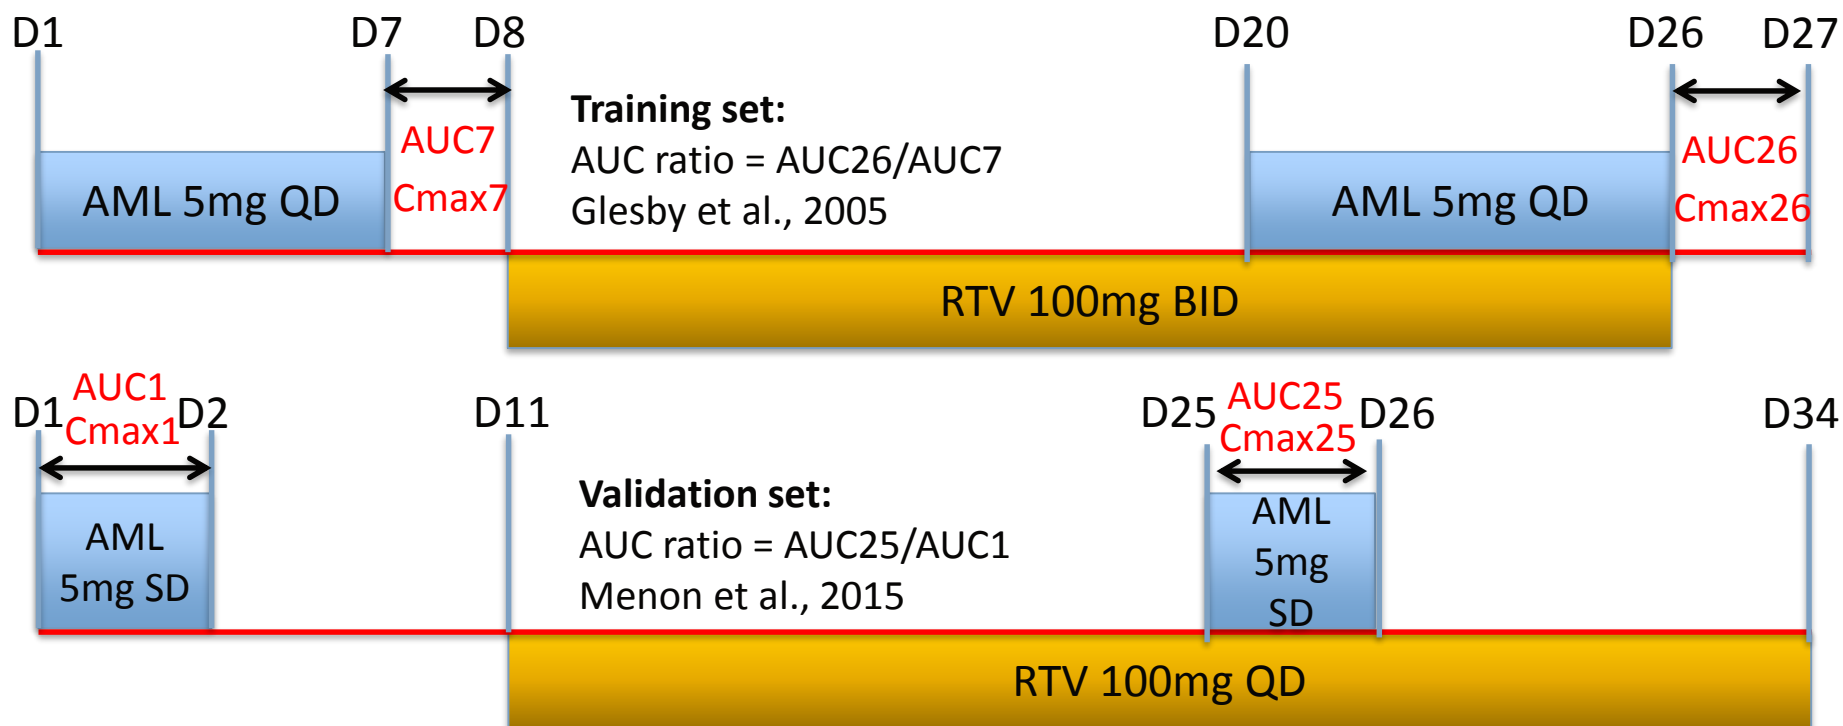 D1
D7
D8
D20
D26
D27
AUC7
Cmax7
Training set:
AUC ratio = AUC26/AUC7
Glesby et al., 2005
AUC26
Cmax26
AML 5mg QD
AML 5mg QD
RTV 100mg BID
D1
AUC1
Cmax1
D2
D11
D25
AUC25
Cmax25
D26
D34
AML
5mg SD
Validation set:
AUC ratio = AUC25/AUC1
Menon et al., 2015
AML
5mg
SD
RTV 100mg QD